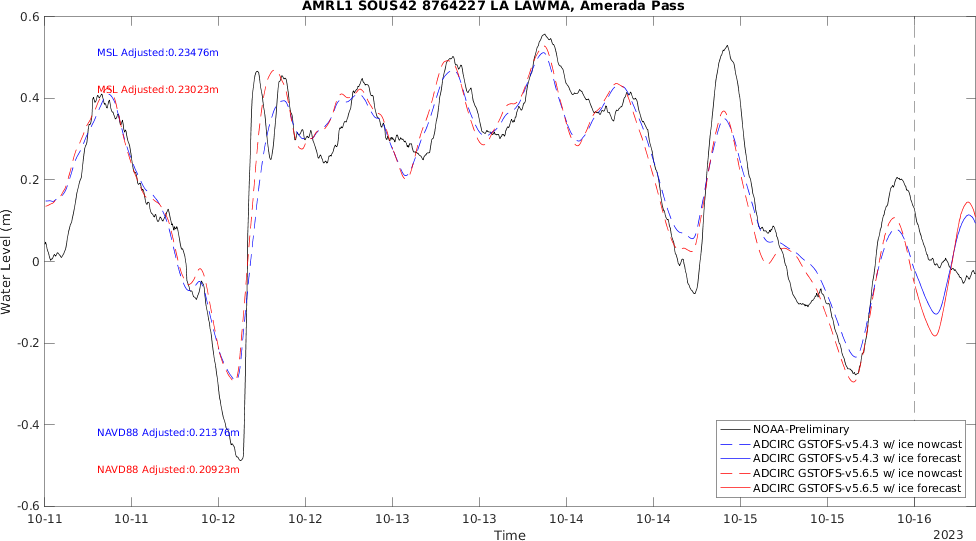 AMRL1 SOUS42 8764227 LA LAWMA, Amerada Pass
0.6
0.4
0.2
0
-0.2
-0.4
-0.6
Water Level (m)
MSL Adjusted:0.23476m
MSL Adjusted:0.23023m
NAVD88 Adjusted:0.21376m
NAVD88 Adjusted:0.20923m
NOAA-Preliminary
ADCIRC GSTOFS-v5.4.3 w/ ice nowcast
ADCIRC GSTOFS-v5.4.3 w/ ice forecast
ADCIRC GSTOFS-v5.6.5 w/ ice nowcast
ADCIRC GSTOFS-v5.6.5 w/ ice forecast
10-11 10-11 10-12 10-12 10-13 10-13 10-14 10-14 10-15 10-15 10-16
Time
2023